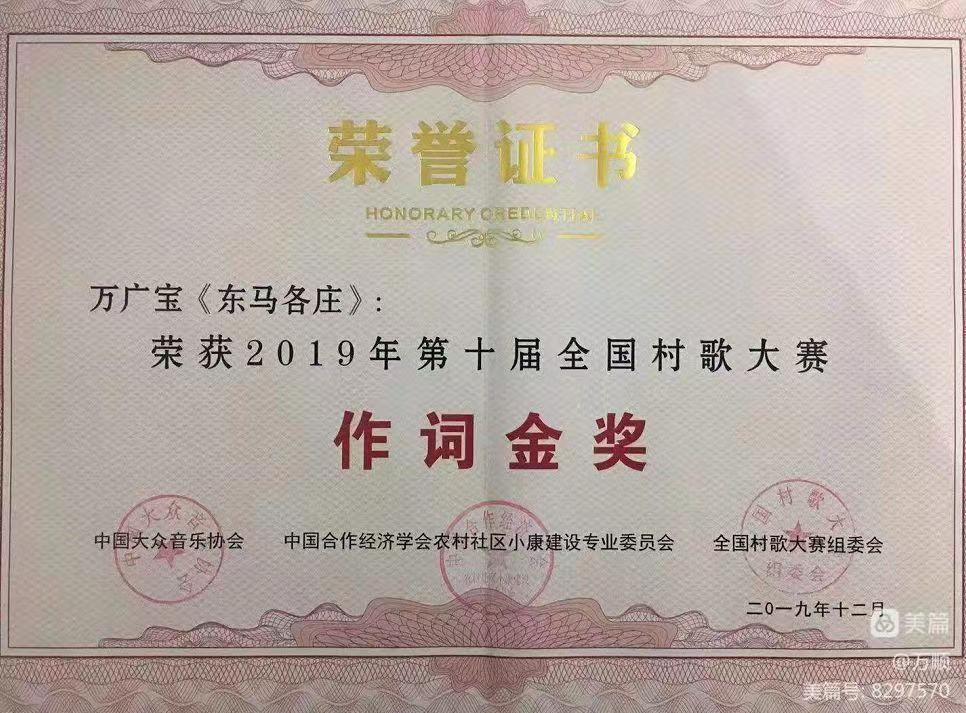 荣誉证书
HONORARY CREDENTIAL
万广宝《东马各庄》:
荣获2019年第十届全国村歌大赛
作词金奖
中国大众音乐协会 中国合作经济学会农村社区小康建设专业委员会 全国村歌大赛组委会
二〇一九年十二月
美篇
@万顺
美篇号: 8297570